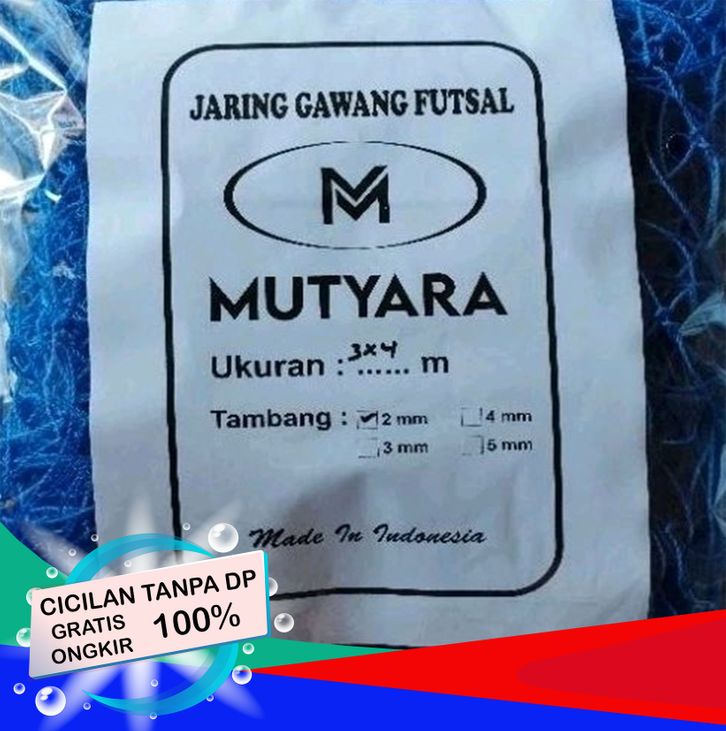 JARING GAWANG FUTSAL
M
MUTYARA
Ukuran : 3x4 ...... m
Tambang : 2 mm 4 mm
3 mm 5 mm
Made In Indonesia
CICILAN TANPA DP
GRATIS 100%
ONGKIR